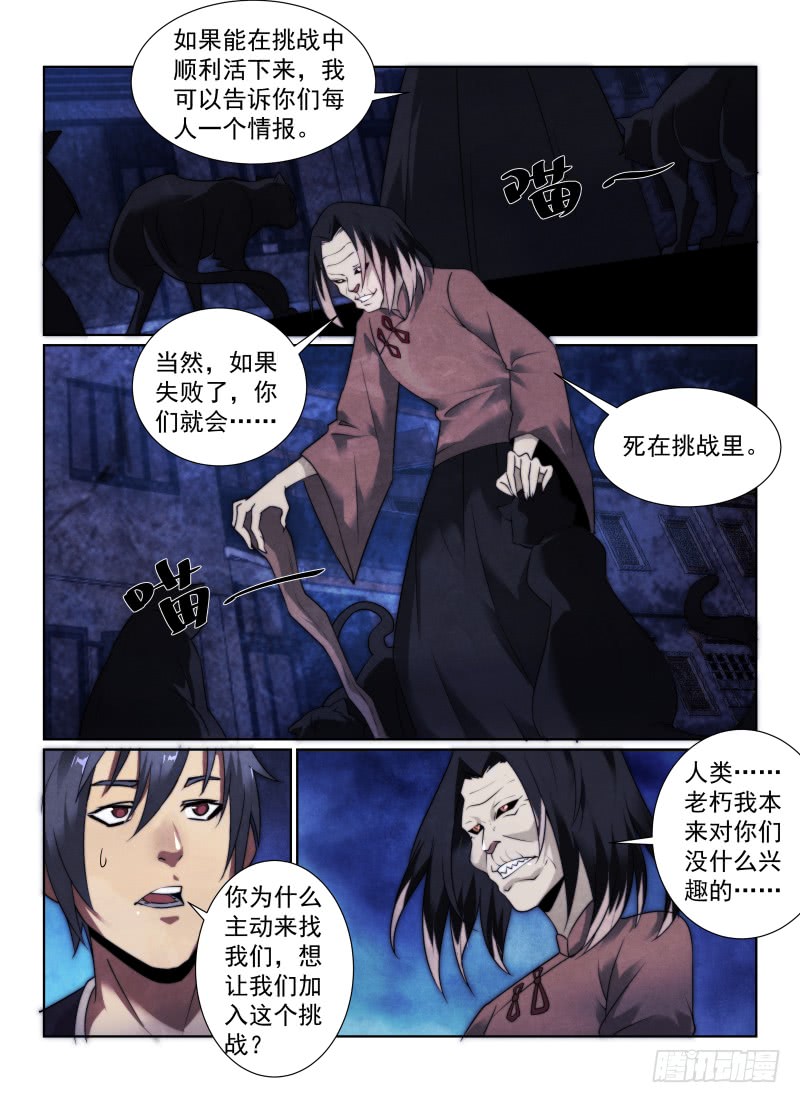 如果能在挑战中
顺利活下来，我
可以告诉你们每
人一个情报。
喵一
当然，如果
失败了，你
们就会……
死在挑战里。
喵一
你为什么
主动来找
我们，想
让我们加
入这个挑
战？
人类……
老朽我本
来对你们
没什么兴
趣的……
腾讯动漫